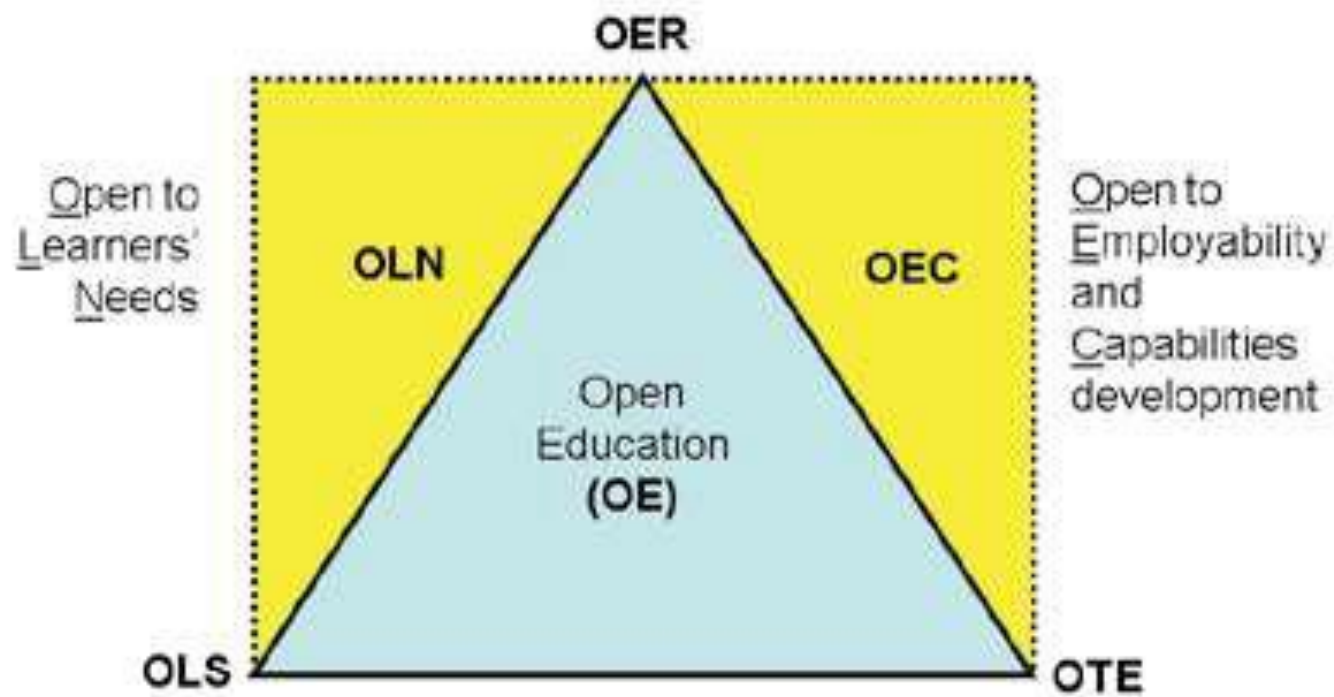 OER
Open to
Learners'
Needs
OLN
OEC
Open to
Employability
and
Capabilities
development
Open
Education
(OE)
OLS
OTE